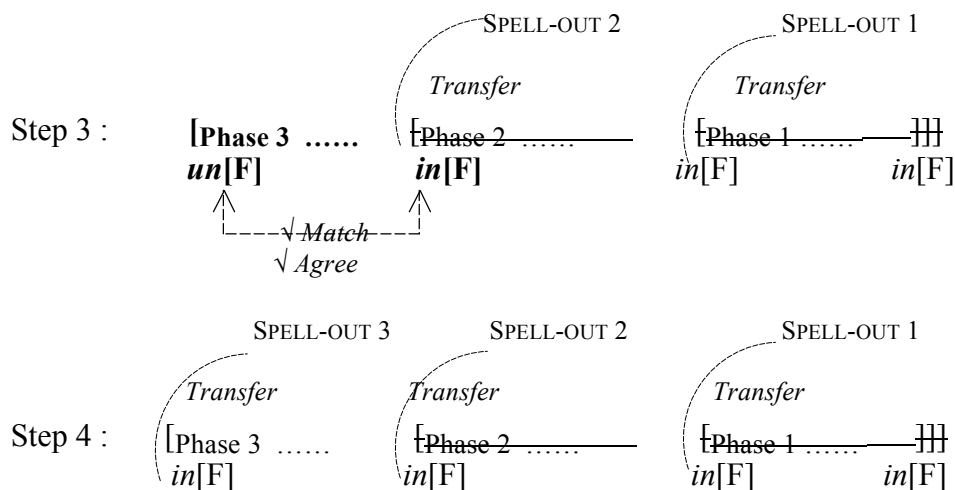 SPELL-OUT 2 SPELL-OUT 1
Transfer Transfer
Step 3 : [Phase 3 …… [Phase 2 …… [Phase 1 …… ]]]
un[F] in[F] in[F] in[F]
√ Match
√ Agree
SPELL-OUT 3 SPELL-OUT 2 SPELL-OUT 1
Transfer Transfer Transfer
Step 4 : [Phase 3 …… [Phase 2 …… [Phase 1 …… ]]]
in[F] in[F] in[F] in[F]